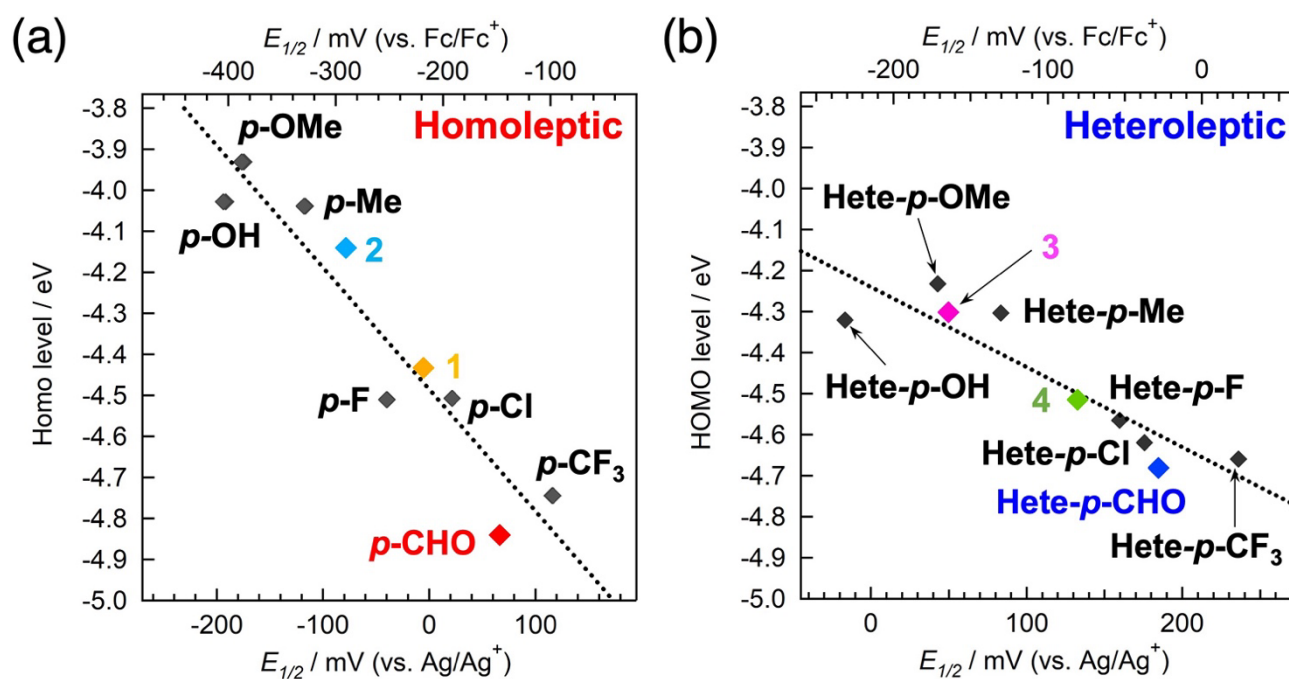 (a)
E1/2 / mV (vs. Fc/Fc+)
-400 -300 -200 -100
Homo level / eV
-3.8
-3.9
-4.0
-4.1
-4.2
-4.3
-4.4
-4.5
-4.6
-4.7
-4.8
-4.9
-5.0
Homoleptic
p-OMe
p-Me
p-OH
2
1
p-F
p-Cl
p-CF3
p-CHO
-200 -100 0 100
E1/2 / mV (vs. Ag/Ag+)
(b)
E1/2 / mV (vs. Fc/Fc+)
-200 -100 0
HOMO level / eV
-3.8
-3.9
-4.0
-4.1
-4.2
-4.3
-4.4
-4.5
-4.6
-4.7
-4.8
-4.9
-5.0
Heteroleptic
Hete-p-OMe
3
Hete-p-Me
Hete-p-OH
Hete-p-F
4
Hete-p-Cl
Hete-p-CHO
Hete-p-CF3
0 100 200
E1/2 / mV (vs. Ag/Ag+)